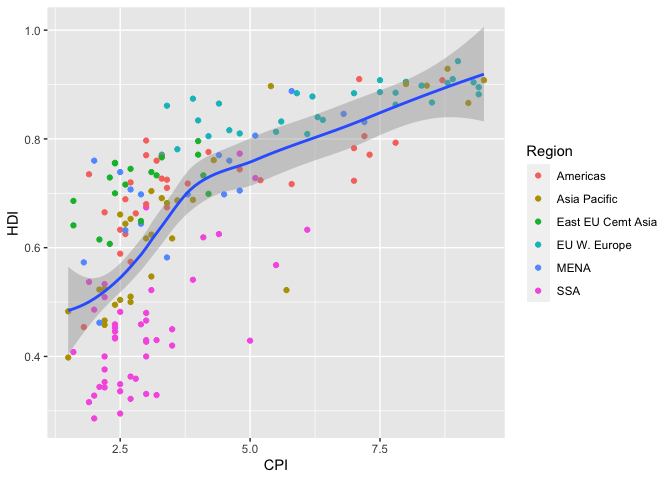 1.0
0.8
0.6
0.4
HDI
2.5 5.0 7.5
CPI
Region
Americas
Asia Pacific
East EU Cemt Asia
EU W. Europe
MENA
SSA